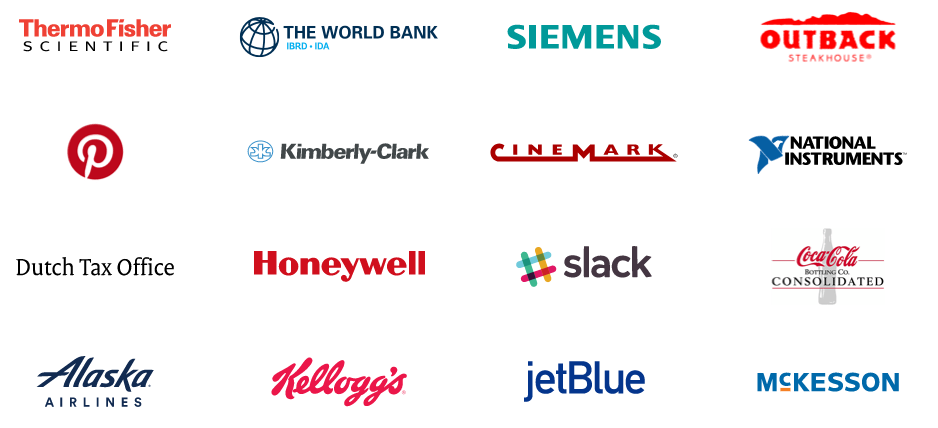 ThermoFisher
SCIENTIFIC
THE WORLD BANK
IBRD • IDA
SIEMENS
OUTBACK
STEAKHOUSE®
Kimberly-Clark
CINEMARK®
NATIONAL
INSTRUMENTS™
Dutch Tax Office
Honeywell
slack
Coca-Cola
BOTTLING CO.
CONSOLIDATED
Alaska
AIRLINES
Kellogg's®
jetBlue
McKESSON